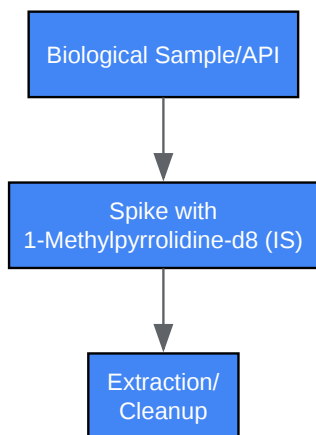 Biological Sample/API
Spike with
1-Methylpyrrolidine-d8 (IS)
Extraction/
Cleanup